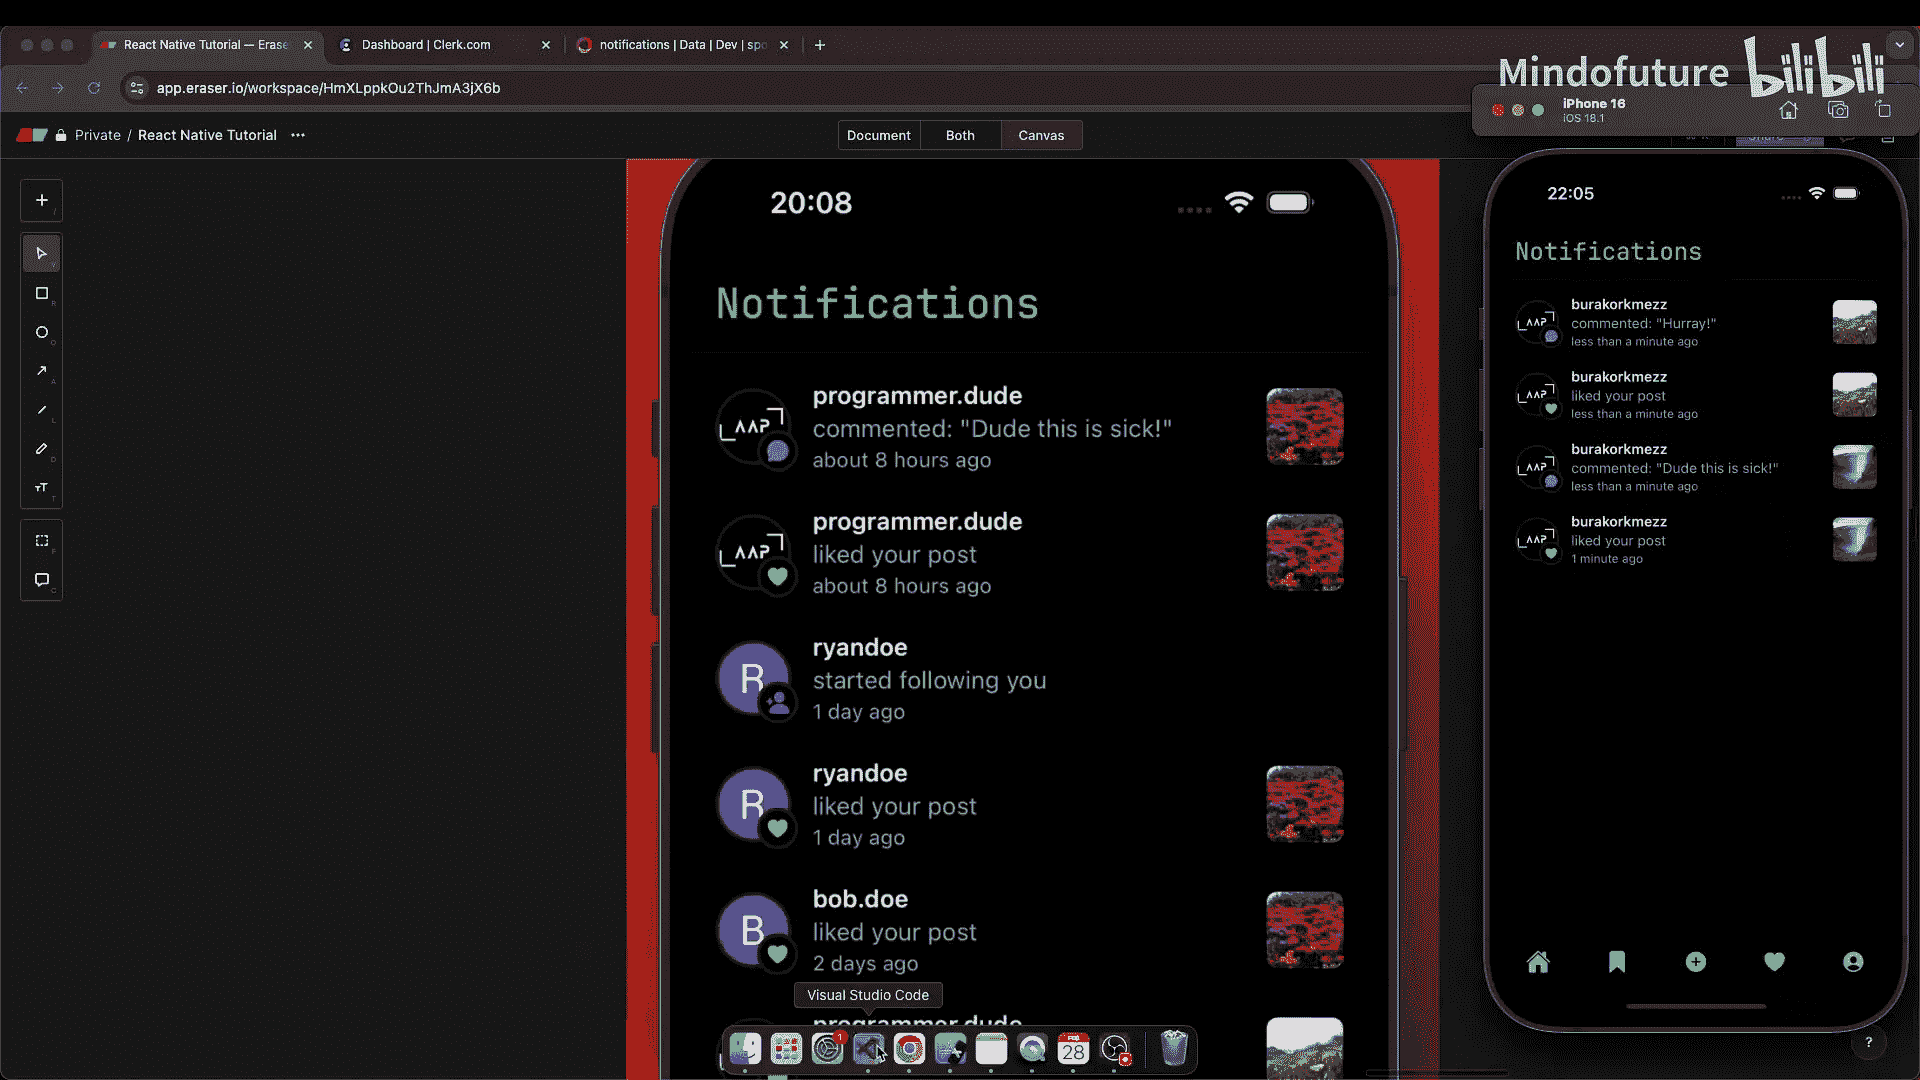 React Native Tutorial — Erase
Dashboard | Clerk.com
notifications | Data | Dev | spo
Mindofuture bilibili
app.eraser.io/workspace/HmXLppkOu2ThJmA3jX6b
iPhone 16
iOS 18.1
Private / React Native Tutorial
Document
Both
Canvas
Share
20:08
Notifications
programmer.dude
commented: "Dude this is sick!"
about 8 hours ago
programmer.dude
liked your post
about 8 hours ago
R
ryandoe
started following you
1 day ago
R
ryandoe
liked your post
1 day ago
B
bob.doe
liked your post
2 days ago
programmer.dude
22:05
Notifications
burakorkmezz
commented: "Hurray!"
less than a minute ago
burakorkmezz
liked your post
less than a minute ago
burakorkmezz
commented: "Dude this is sick!"
less than a minute ago
burakorkmezz
liked your post
1 minute ago
Visual Studio Code
1
28
?